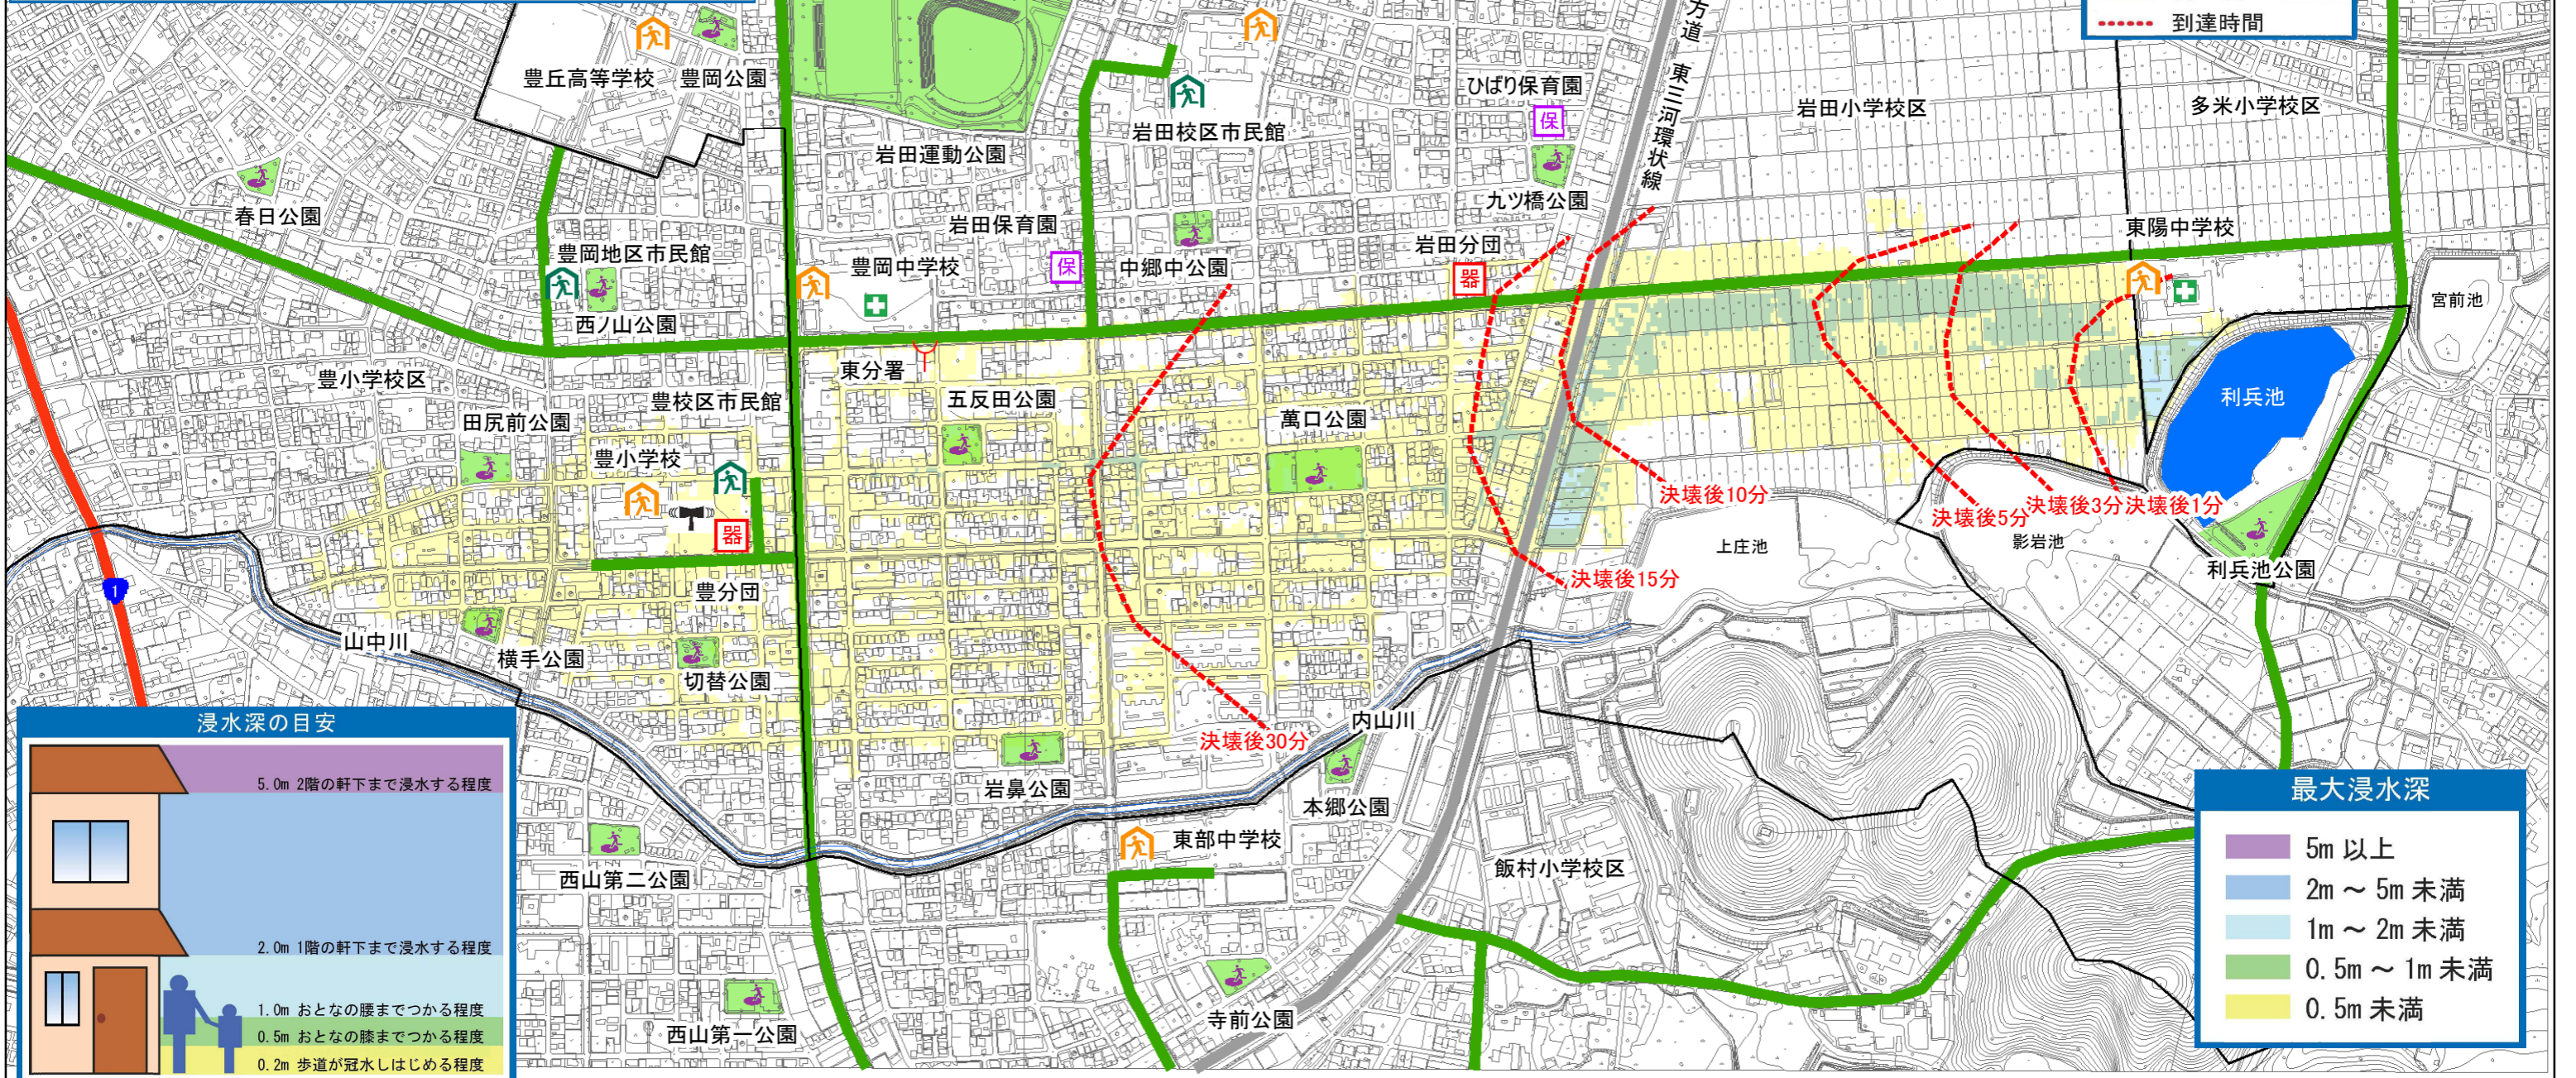 到達時間
方道 東三河環状線
豊丘高等学校
豊岡公園
ひばり保育園
保
岩田小学校区
多米小学校区
岩田校区市民館
岩田運動公園
春日公園
九ツ橋公園
岩田保育園
保
豊岡地区市民館
豊岡中学校
中郷中公園
岩田分団
器
東陽中学校
宮前池
西ノ山公園
東分署
豊小学校区
豊校区市民館
五反田公園
利兵池
田尻前公園
萬口公園
豊小学校
器
決壊後10分
決壊後5分
決壊後3分
決壊後1分
上庄池
影岩池
利兵池公園
決壊後15分
1
豊分団
山中川
横手公園
切替公園
内山川
決壊後30分
岩鼻公園
本郷公園
東部中学校
西山第二公園
飯村小学校区
寺前公園
西山第一公園
浸水深の目安
5.0m 2階の軒下まで浸水する程度
2.0m 1階の軒下まで浸水する程度
1.0m おとなの腰までつかる程度
0.5m おとなの膝までつかる程度
0.2m 歩道が冠水しはじめる程度
最大浸水深
5m 以上
2m ～ 5m 未満
1m ～ 2m 未満
0.5m ～ 1m 未満
0.5m 未満